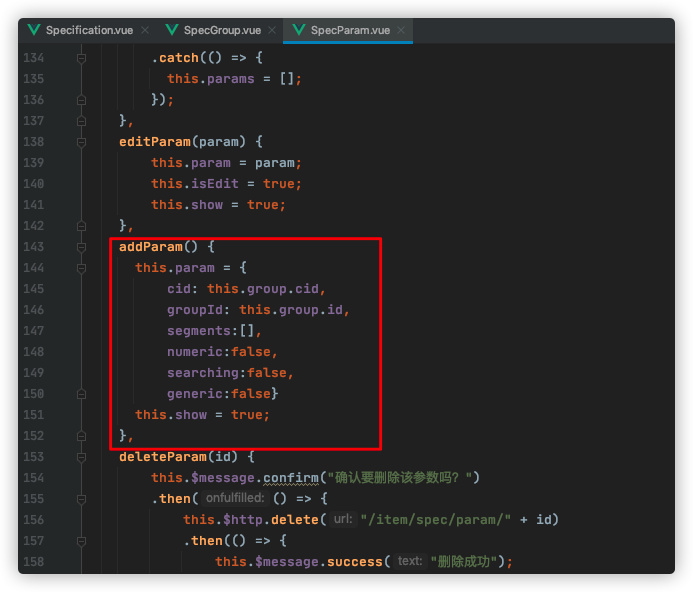 Specification.vue SpecGroup.vue SpecParam.vue
134 .catch(() => {
135 this.params = [];
136 });
137 },
138 editParam(param) {
139 this.param = param;
140 this.isEdit = true;
141 this.show = true;
142 },
143 addParam() {
144 this.param = {
145 cid: this.group.cid,
146 groupId: this.group.id,
147 segments:[],
148 numeric:false,
149 searching:false,
150 generic:false}
151 this.show = true;
152 },
153 deleteParam(id) {
154 this.$message.confirm("确认要删除该参数吗？")
155 .then( onfulfilled: () => {
156 this.$http.delete( url: "/item/spec/param/" + id)
157 .then(() => {
158 this.$message.success( text: "删除成功");